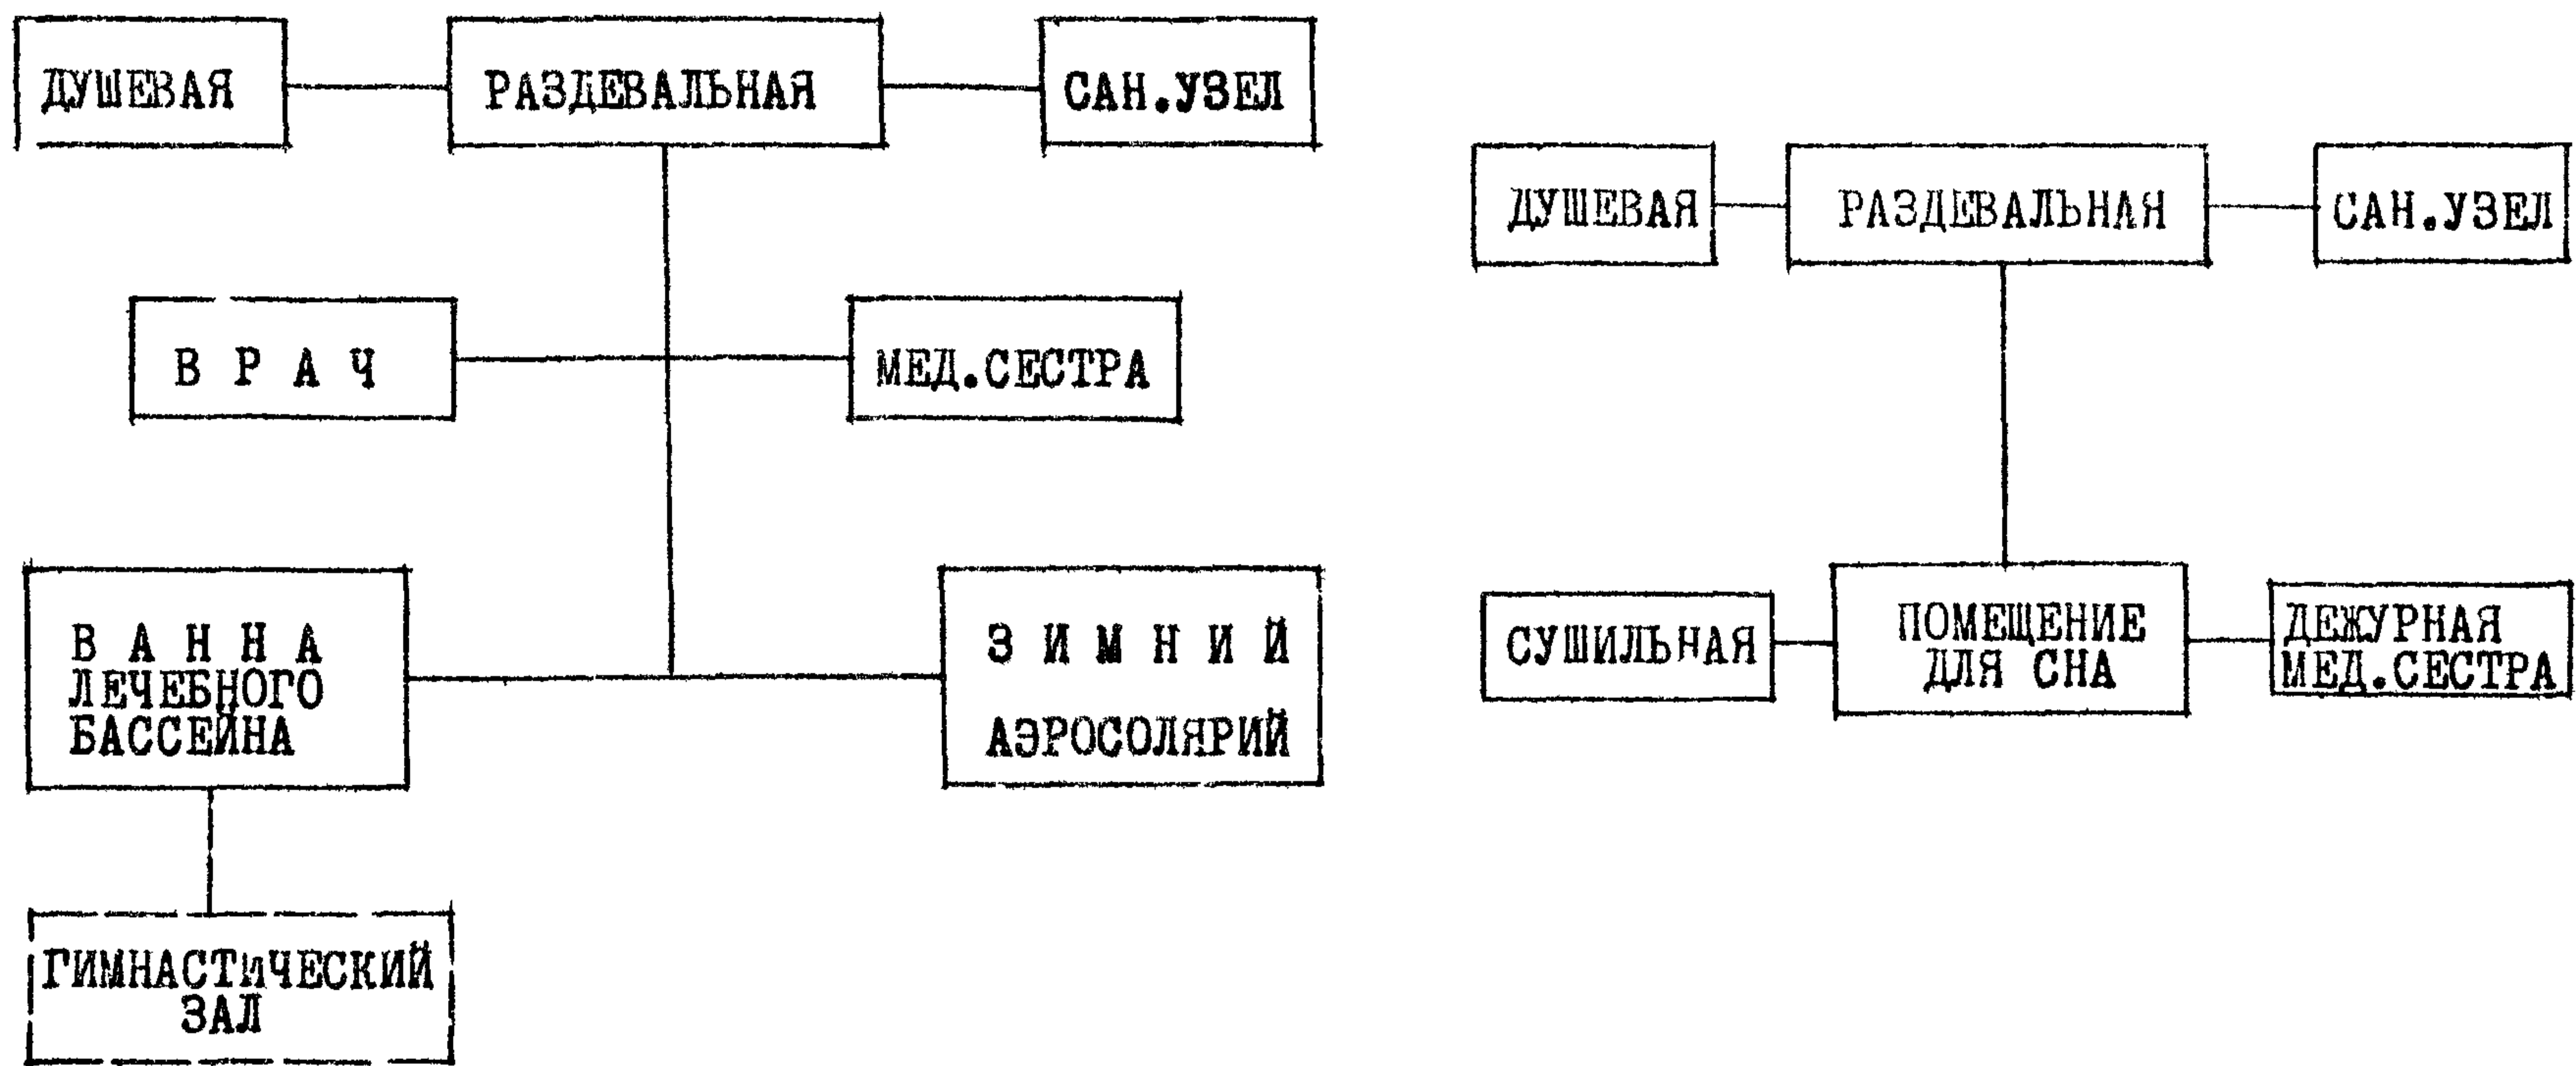 ДУШЕВАЯ
РАЗДЕВАЛЬНАЯ
САН.УЗЕЛ
В Р А Ч
МЕД.СЕСТРА
В А Н Н А
ЛЕЧЕБНОГО
БАССЕЙНА
З И М Н И Й
АЭРОСОЛЯРИЙ
ГИМНАСТИЧЕСКИЙ
ЗАЛ
ДУШЕВАЯ
РАЗДЕВАЛЬНАЯ
САН.УЗЕЛ
СУШИЛЬНАЯ
ПОМЕЩЕНИЕ
ДЛЯ СНА
ДЕЖУРНАЯ
МЕД.СЕСТРА